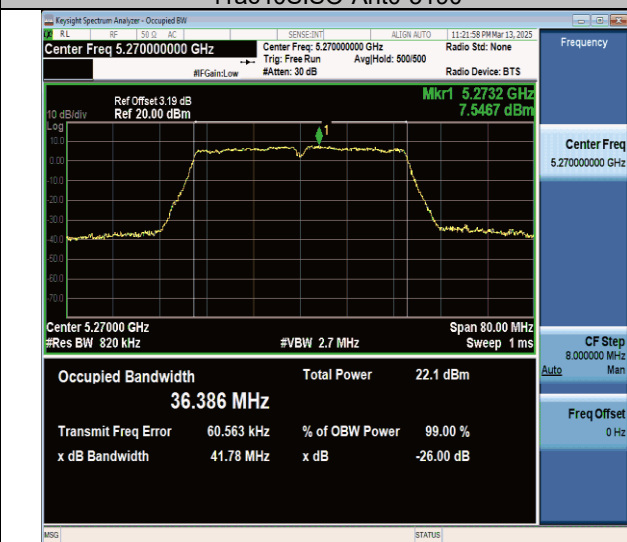 Keysight Spectrum Analyzer - Occupied BW
RL RF 50 Ω AC SENSE:INT ALIGN AUTO 11:21:58 PM Mar 13, 2025
Center Freq 5.270000000 GHz
Center Freq: 5.270000000 GHz Radio Std: None
Trig: Free Run Avg|Hold: 500/500
#IFGain:Low #Atten: 30 dB Radio Device: BTS
Frequency
Mkr1 5.2732 GHz
7.5467 dBm
Ref Offset 3.19 dB
10 dB/div Ref 20.00 dBm
Log
10.0
0.00
-10.0
-20.0
-30.0
-40.0
-50.0
-60.0
-70.0
1
Center 5.27000 GHz Span 80.00 MHz
#Res BW 820 kHz #VBW 2.7 MHz Sweep 1 ms
Occupied Bandwidth Total Power 22.1 dBm
36.386 MHz
Transmit Freq Error 60.563 kHz % of OBW Power 99.00 %
x dB Bandwidth 41.78 MHz x dB -26.00 dB
Center Freq
5.270000000 GHz
CF Step
8.000000 MHz
Auto Man
Freq Offset
0 Hz
MSG STATUS